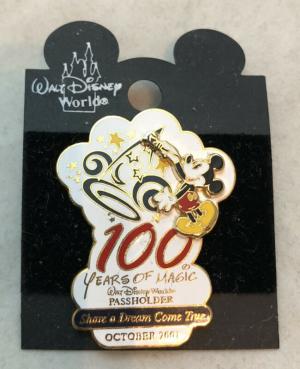 Walt Disney
World®
100
YEARS OF MAGIC
Walt Disney World
PASSHOLDER
Share a Dream Come True
OCTOBER 2001